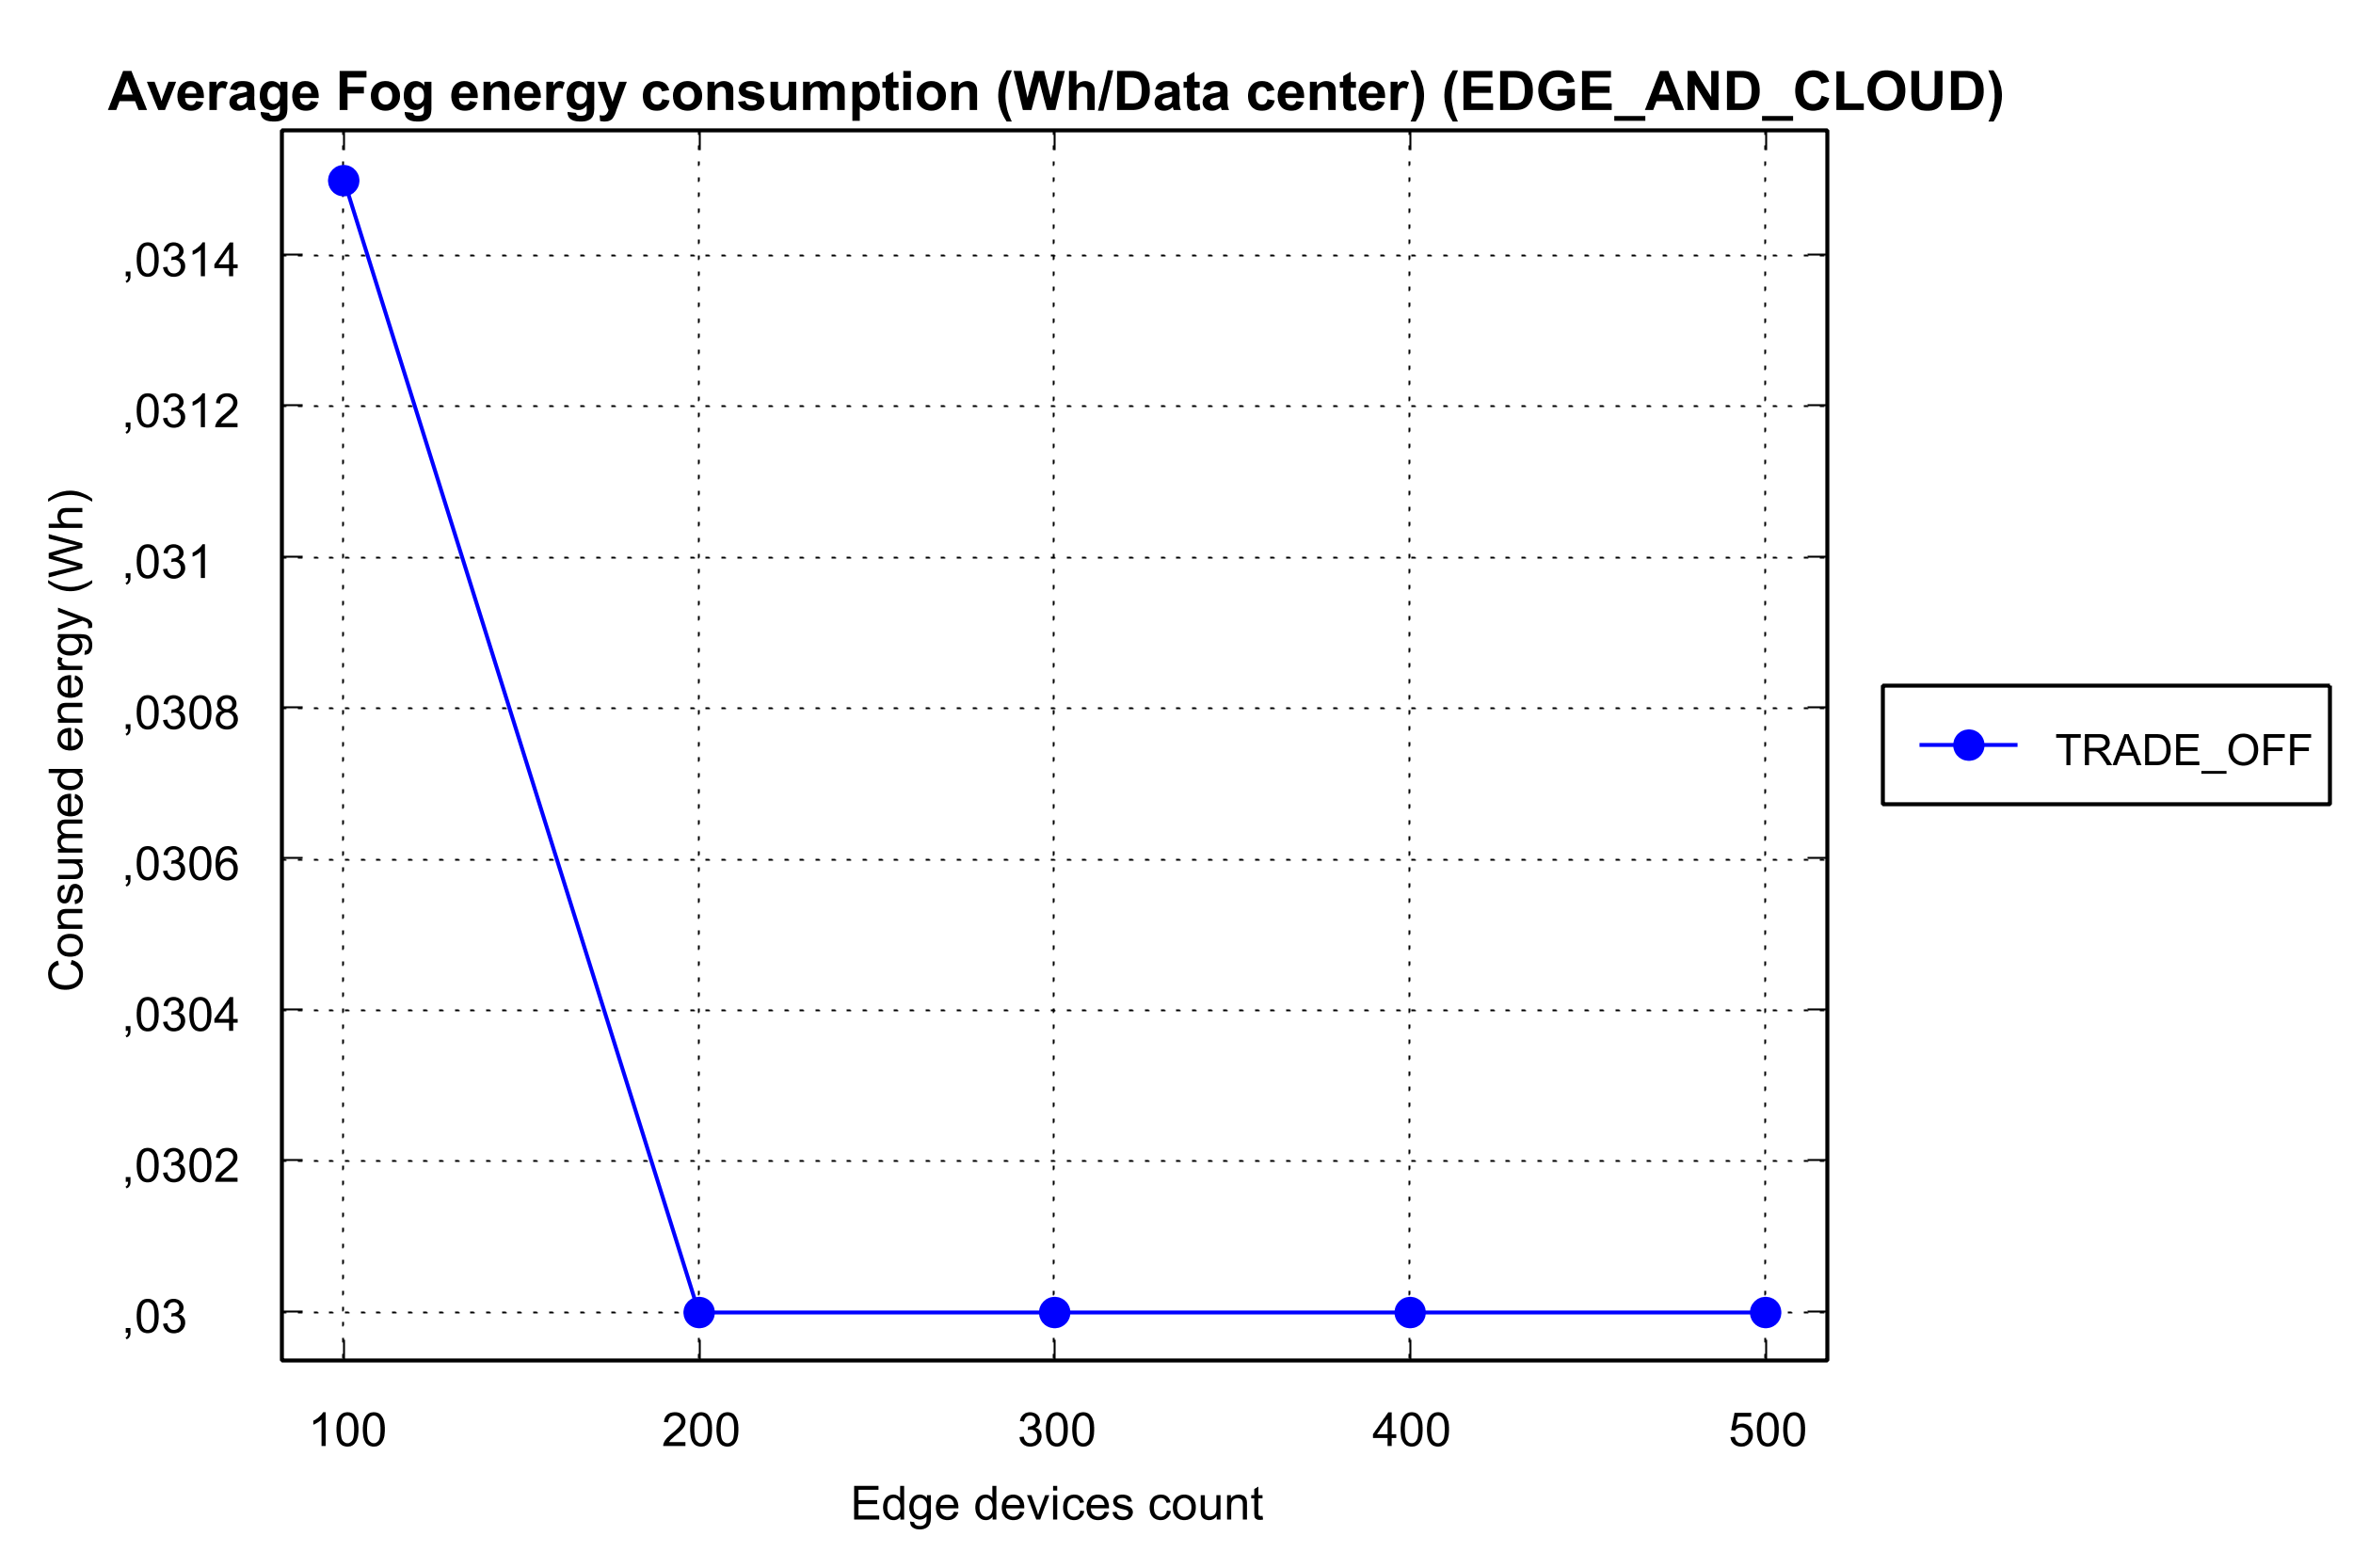 Average Fog energy consumption (Wh/Data center) (EDGE_AND_CLOUD)
Consumed energy (Wh)
,0314
,0312
,031
,0308
,0306
,0304
,0302
,03
100 200 300 400 500
Edge devices count
TRADE_OFF